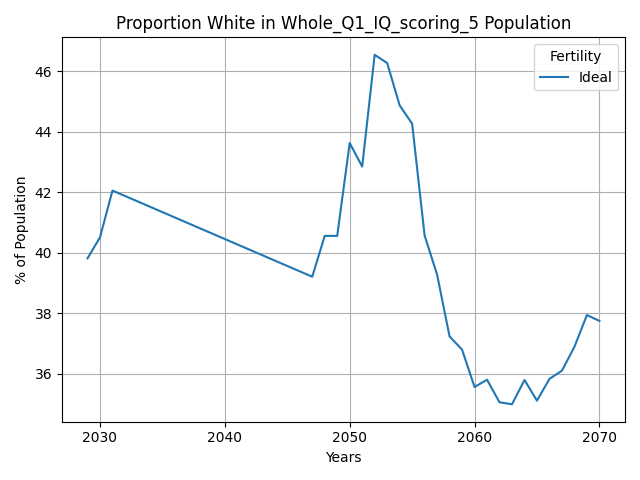 Proportion White in Whole_Q1_IQ_scoring_5 Population
Fertility
Ideal
46
44
42
40
38
36
% of Population
2030 2040 2050 2060 2070
Years